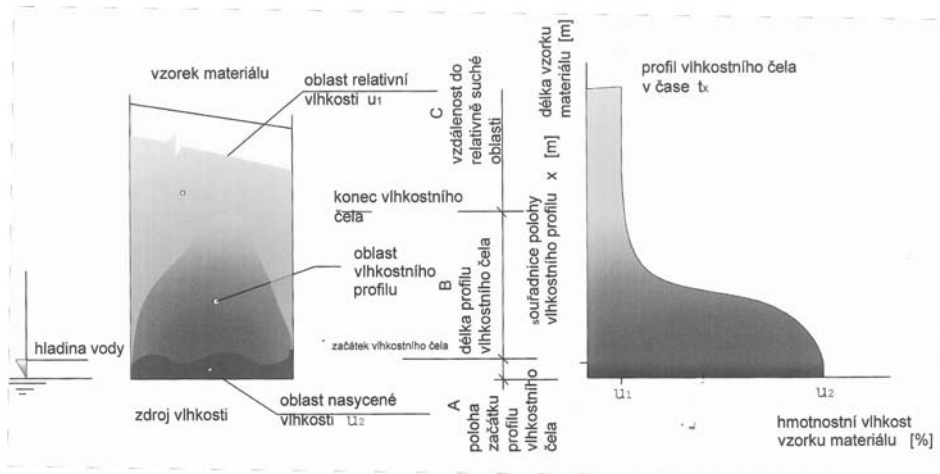 vzorek materiálu
oblast relativní
vlhkosti u1
konec vlhkostního
čela
oblast
vlhkostního
profilu
začátek vlhkostního čela
hladina vody
zdroj vlhkosti
oblast nasycené
vlhkosti u2
C
vzdálenost do
relativně suché
oblasti
B
délka profilu
vlhkostního čela
A
poloha
začátku
profilu
vlhkostního
čela
souřadnice polohy
vlhkostního profilu x [m]
délka vzorku
materiálu [m]
profil vlhkostního čela
v čase tx
u1
u2
hmotnostní vlhkost
vzorku materiálu [%]